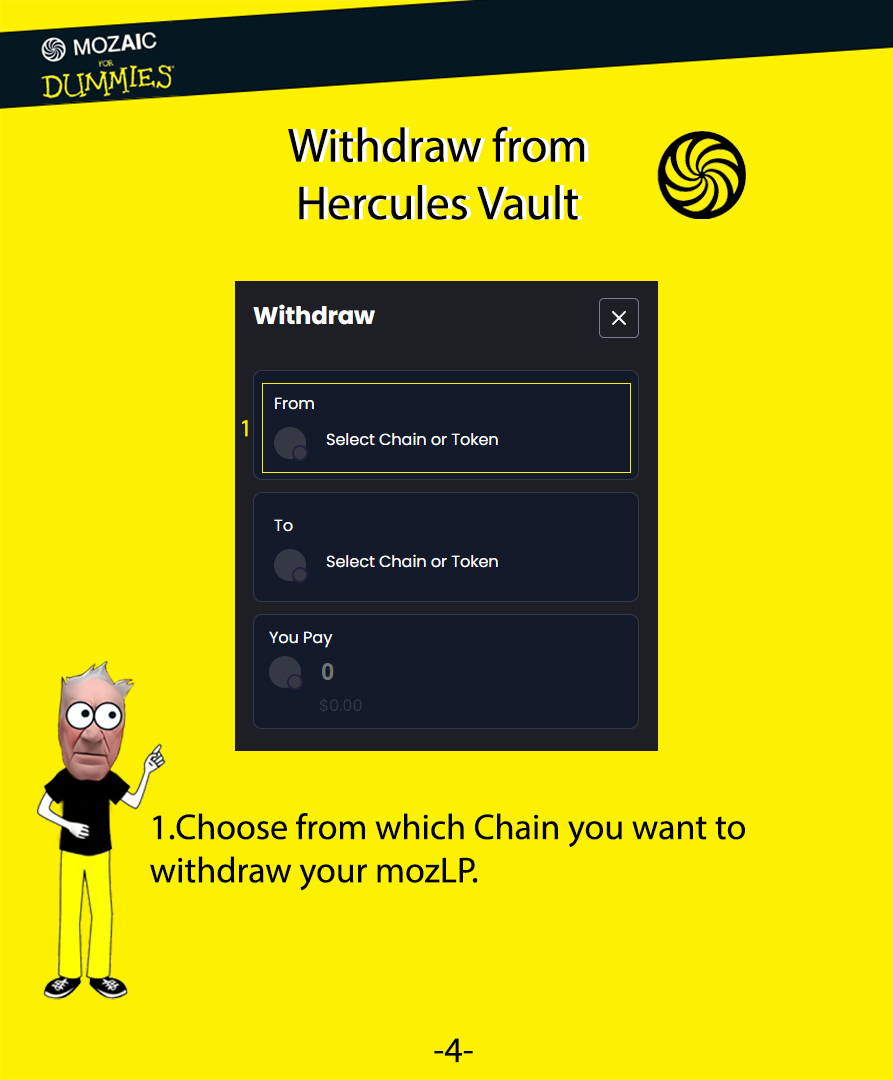 MOZAIC
FOR
DUMMIES
Withdraw from
Hercules Vault
Withdraw
From
1
Select Chain or Token
To
Select Chain or Token
You Pay
0
$0.00
1.Choose from which Chain you want to
withdraw your mozLP.
-4-